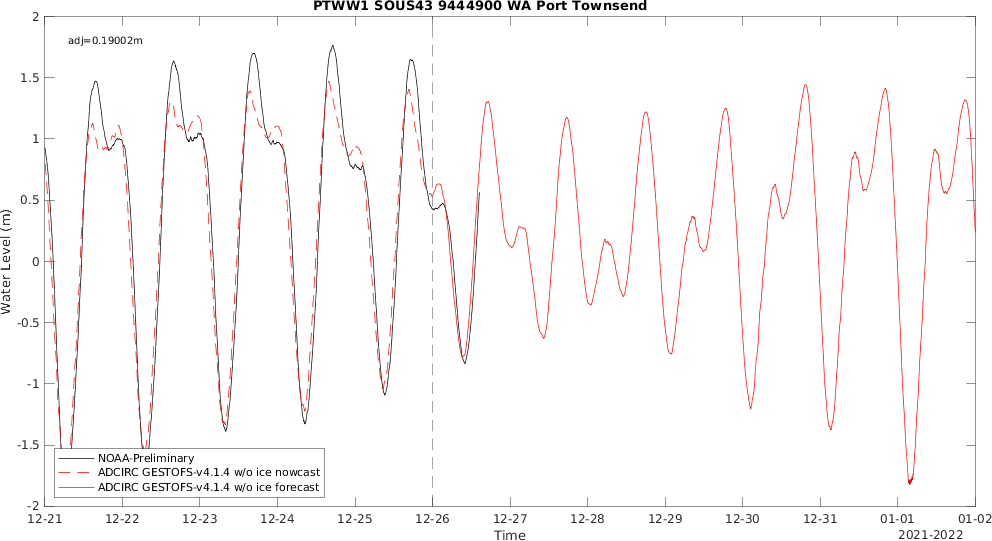 PTWW1 SOUS43 9444900 WA Port Townsend
adj=0.19002m
Water Level (m)
2
1.5
1
0.5
0
-0.5
-1
-1.5
-2
NOAA-Preliminary
ADCIRC GESTOFS-v4.1.4 w/o ice nowcast
ADCIRC GESTOFS-v4.1.4 w/o ice forecast
12-21 12-22 12-23 12-24 12-25 12-26 12-27 12-28 12-29 12-30 12-31 01-01 01-02
Time
2021-2022